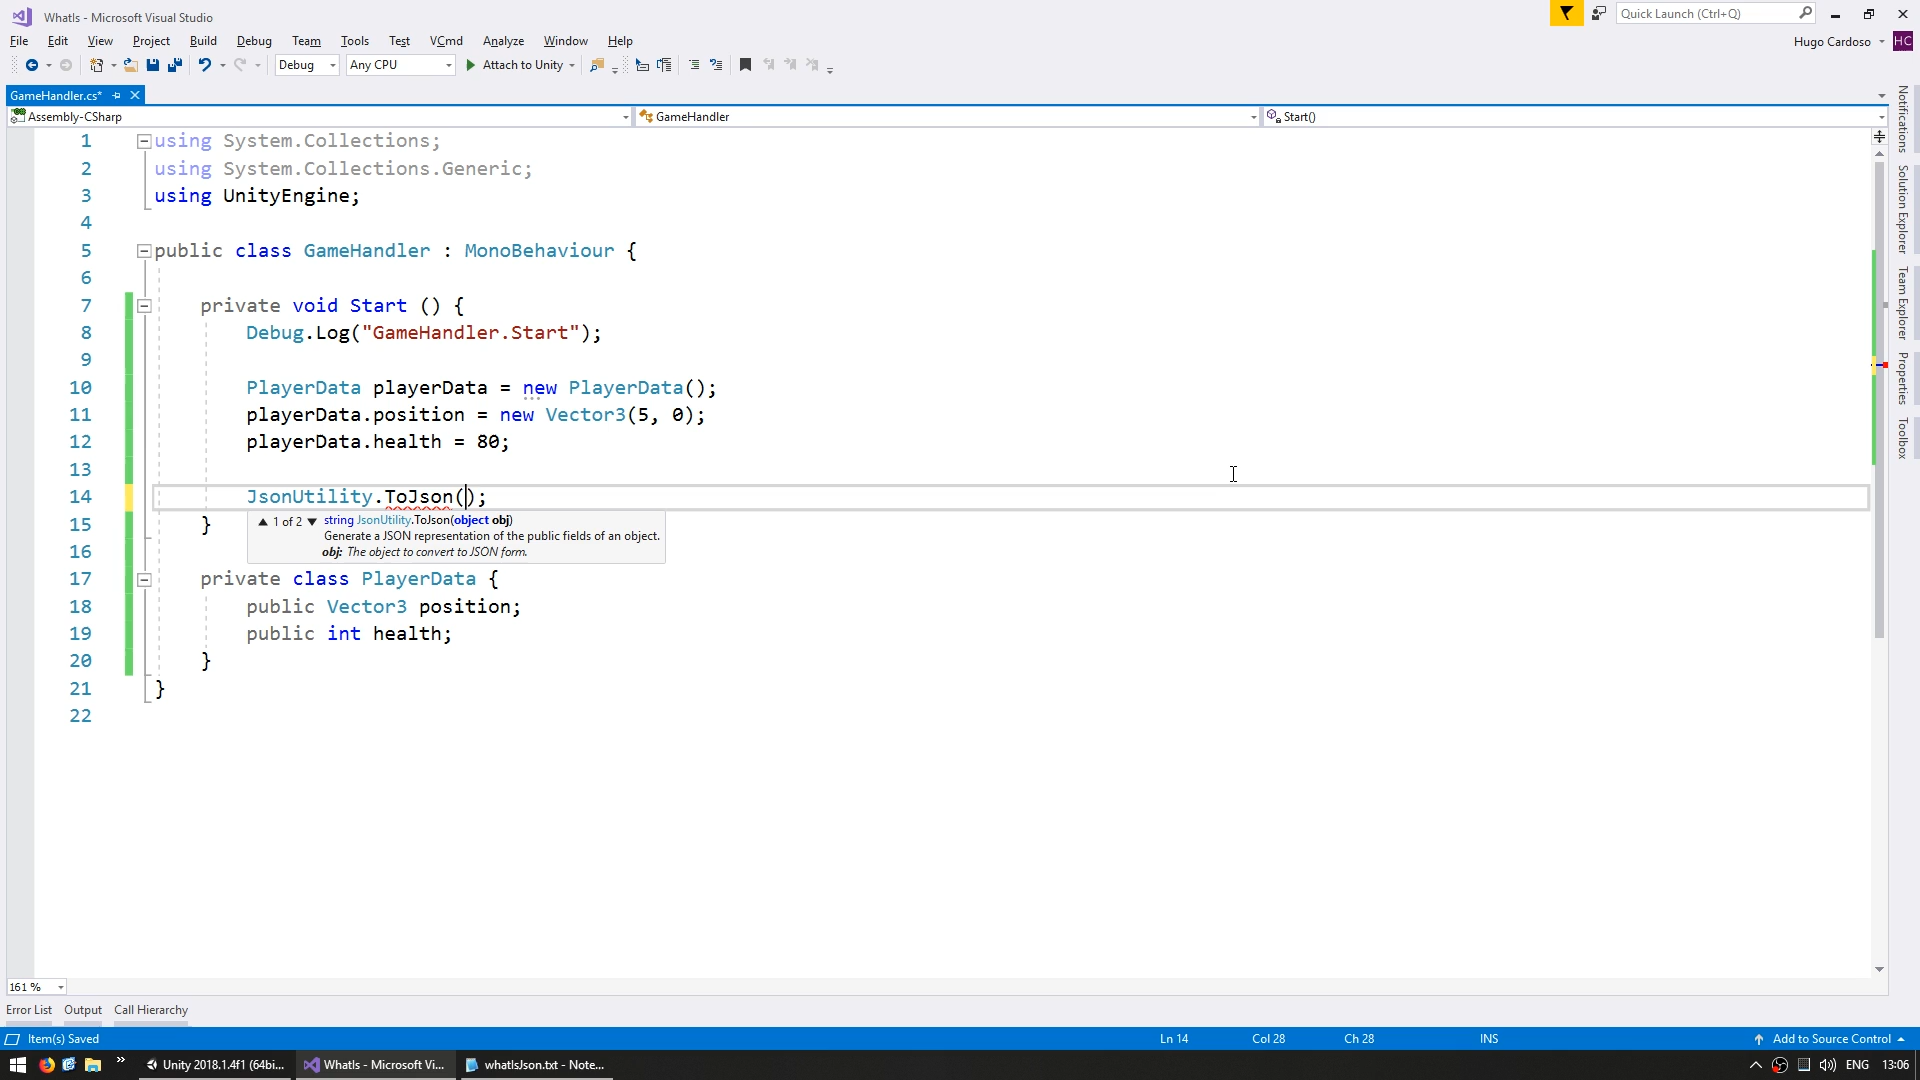 WhatIs - Microsoft Visual Studio
Quick Launch (Ctrl+Q)
File Edit View Project Build Debug Team Tools Test VCmd Analyze Window Help
Hugo Cardoso HC
Debug Any CPU Attach to Unity
GameHandler.cs*
Assembly-CSharp GameHandler Start()
1 using System.Collections;
2 using System.Collections.Generic;
3 using UnityEngine;
4
5 public class GameHandler : MonoBehaviour {
6
7 private void Start () {
8 Debug.Log("GameHandler.Start");
9
10 PlayerData playerData = new PlayerData();
11 playerData.position = new Vector3(5, 0);
12 playerData.health = 80;
13
14 JsonUtility.ToJson();
15 }
1 of 2 string JsonUtility.ToJson(object obj)
Generate a JSON representation of the public fields of an object.
obj: The object to convert to JSON form.
16
17 private class PlayerData {
18 public Vector3 position;
19 public int health;
20 }
21 }
22
Notifications
Solution Explorer
Team Explorer
Properties
Toolbox
161 %
Error List Output Call Hierarchy
Item(s) Saved Ln 14 Col 28 Ch 28 INS Add to Source Control
Unity 2018.1.4f1 (64bi... WhatIs - Microsoft Vi... whatIsJson.txt - Note... ENG 13:06